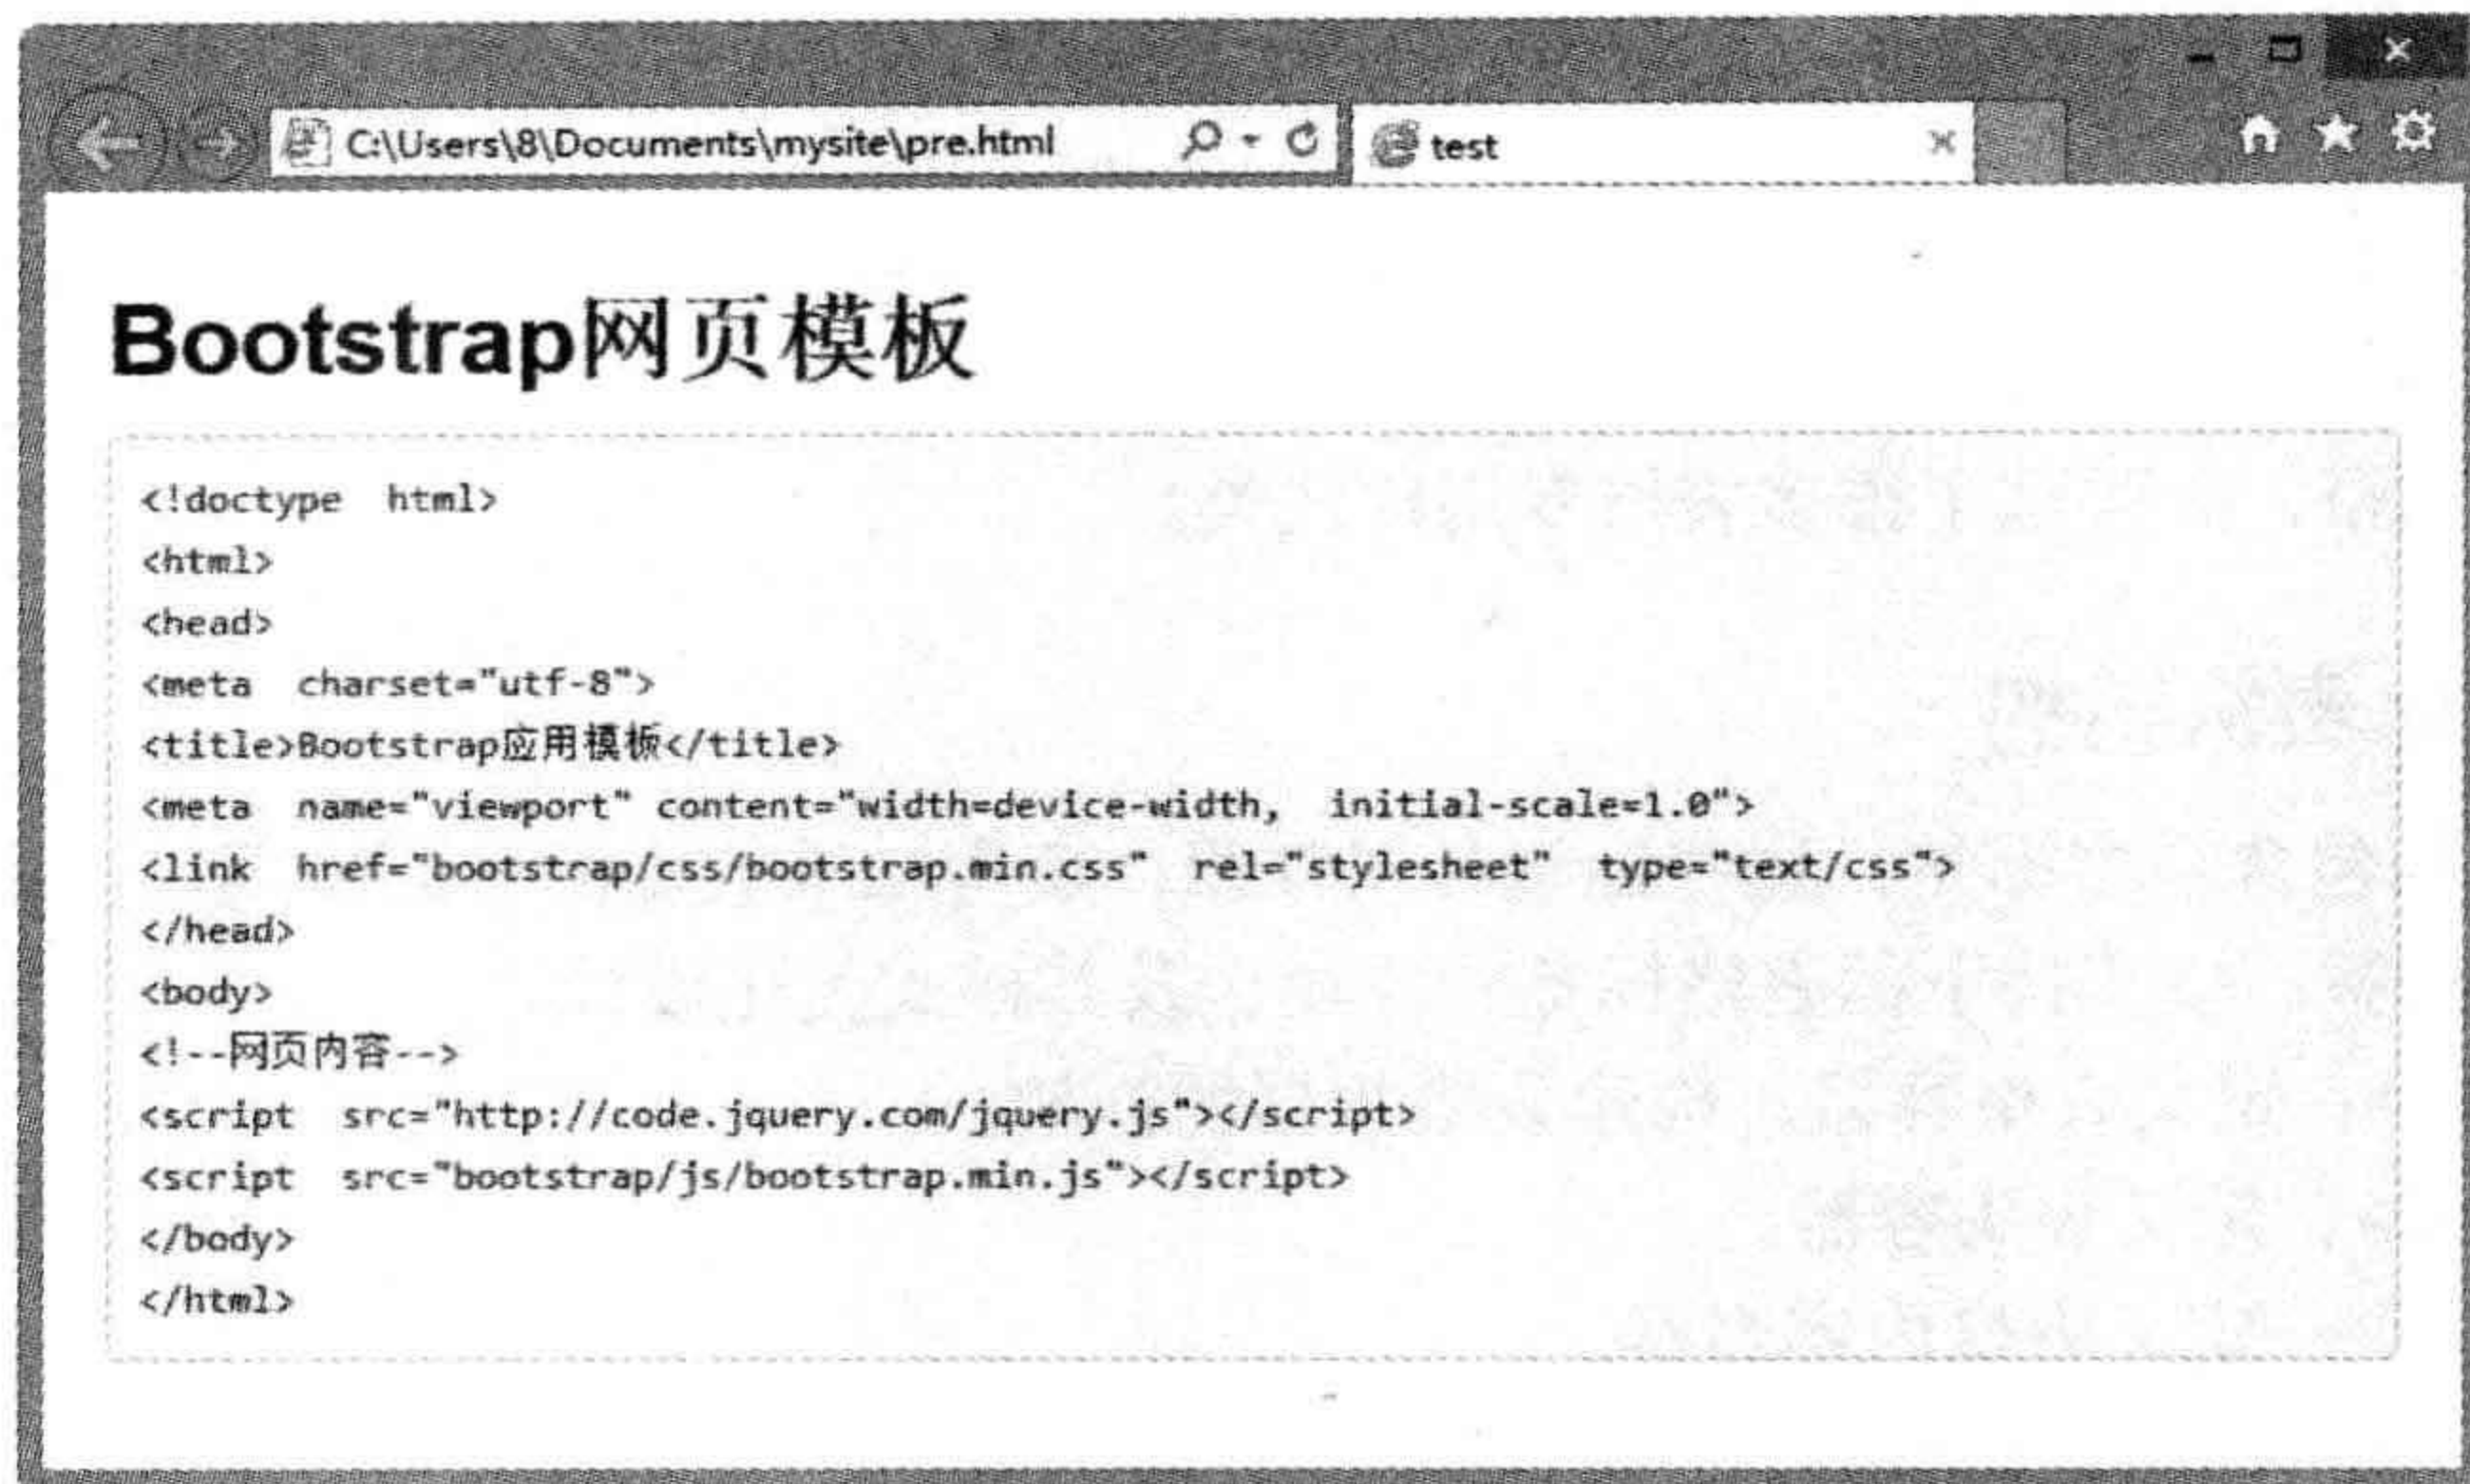 C:\Users\8\Documents\mysite\pre.html
test
Bootstrap网页模板
<!doctype  html>
<html>
<head>
<meta  charset="utf-8">
<title>Bootstrap应用模板</title>
<meta  name="viewport" content="width=device-width,  initial-scale=1.0">
<link  href="bootstrap/css/bootstrap.min.css"  rel="stylesheet"  type="text/css">
</head>
<body>
<!--网页内容-->
<script  src="http://code.jquery.com/jquery.js"></script>
<script  src="bootstrap/js/bootstrap.min.js"></script>
</body>
</html>